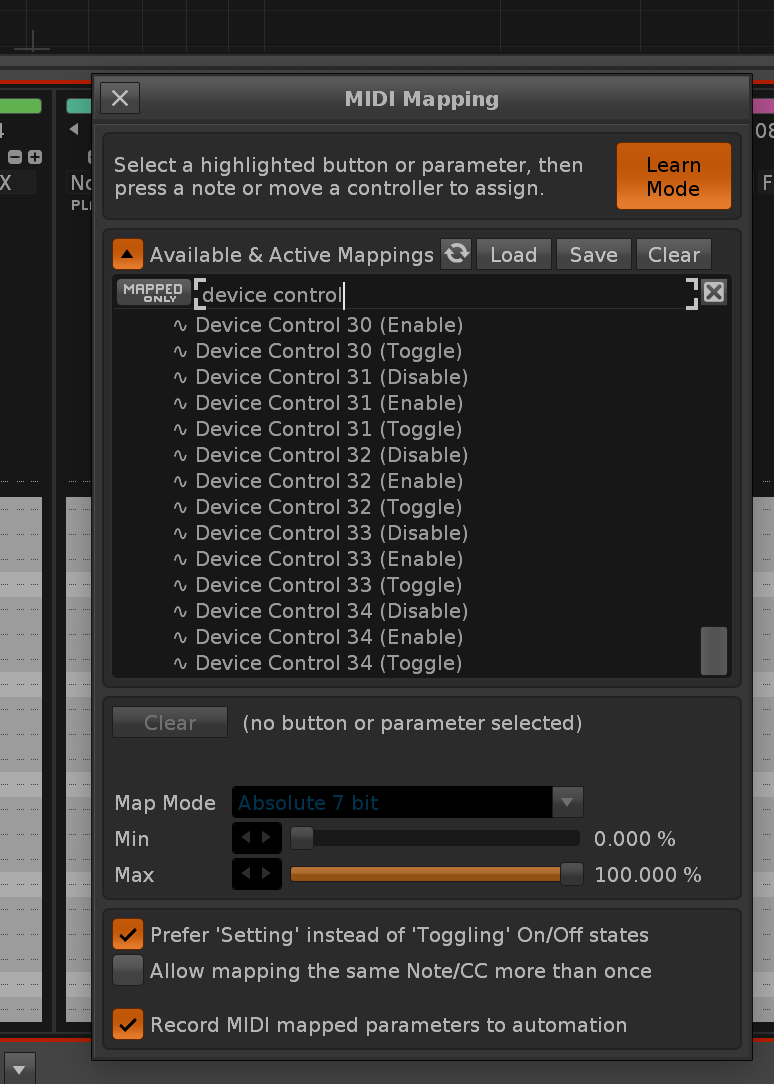 MIDI Mapping
4
08
X
No
PL
F
Select a highlighted button or parameter, then
press a note or move a controller to assign.
Learn
Mode
Available & Active Mappings
Load
Save
Clear
MAPPED
ONLY
device control
∿ Device Control 30 (Enable)
∿ Device Control 30 (Toggle)
∿ Device Control 31 (Disable)
∿ Device Control 31 (Enable)
∿ Device Control 31 (Toggle)
∿ Device Control 32 (Disable)
∿ Device Control 32 (Enable)
∿ Device Control 32 (Toggle)
∿ Device Control 33 (Disable)
∿ Device Control 33 (Enable)
∿ Device Control 33 (Toggle)
∿ Device Control 34 (Disable)
∿ Device Control 34 (Enable)
∿ Device Control 34 (Toggle)
Clear
(no button or parameter selected)
Map Mode
Absolute 7 bit
Min
0.000 %
Max
100.000 %
Prefer 'Setting' instead of 'Toggling' On/Off states
Allow mapping the same Note/CC more than once
Record MIDI mapped parameters to automation